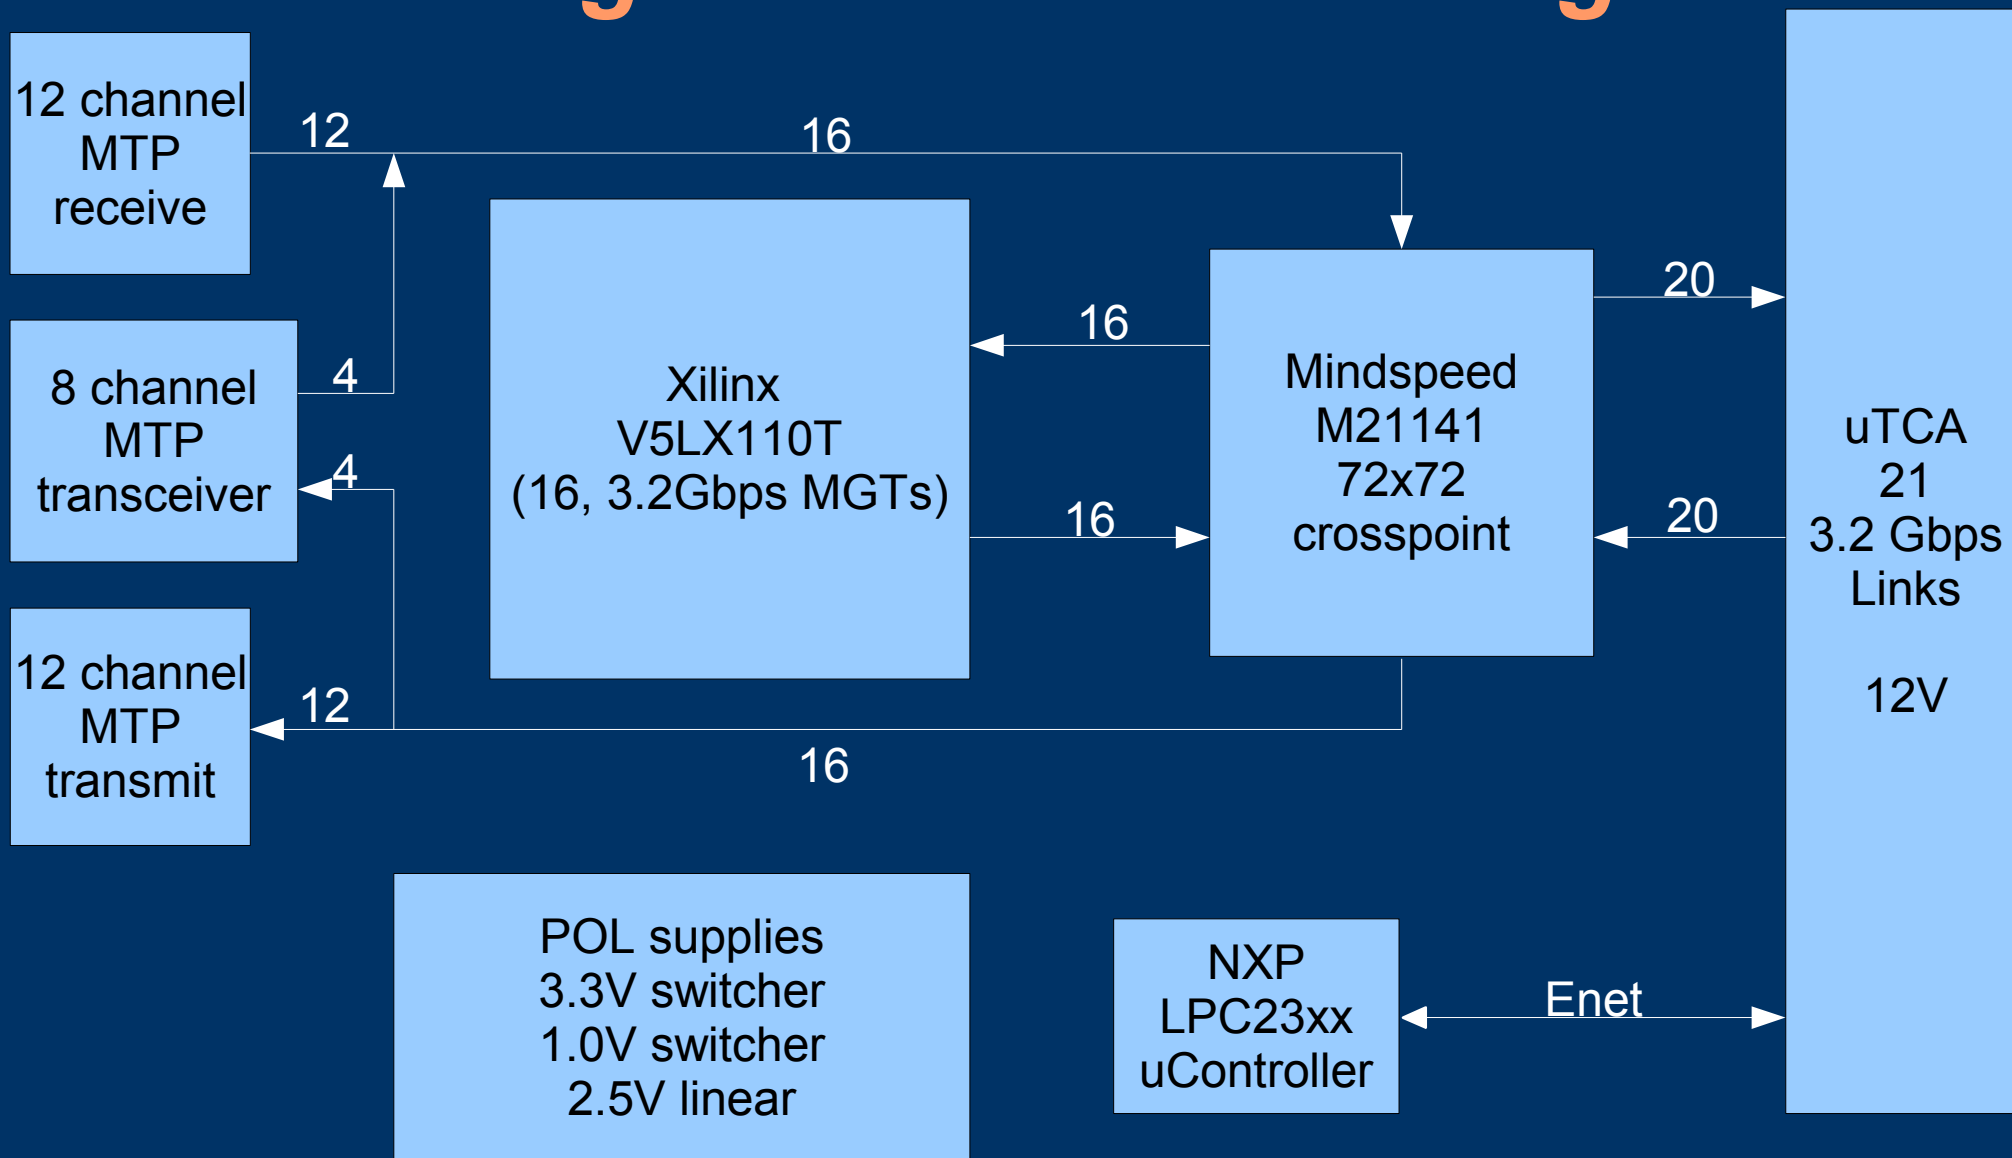 12 channel
MTP
receive
12
16
8 channel
MTP
transceiver
4
4
12 channel
MTP
transmit
12
16
Xilinx
V5LX110T
(16, 3.2Gbps MGTs)
16
16
Mindspeed
M21141
72x72
crosspoint
20
20
uTCA
21
3.2 Gbps
Links
12V
POL supplies
3.3V switcher
1.0V switcher
2.5V linear
NXP
LPC23xx
uController
Enet